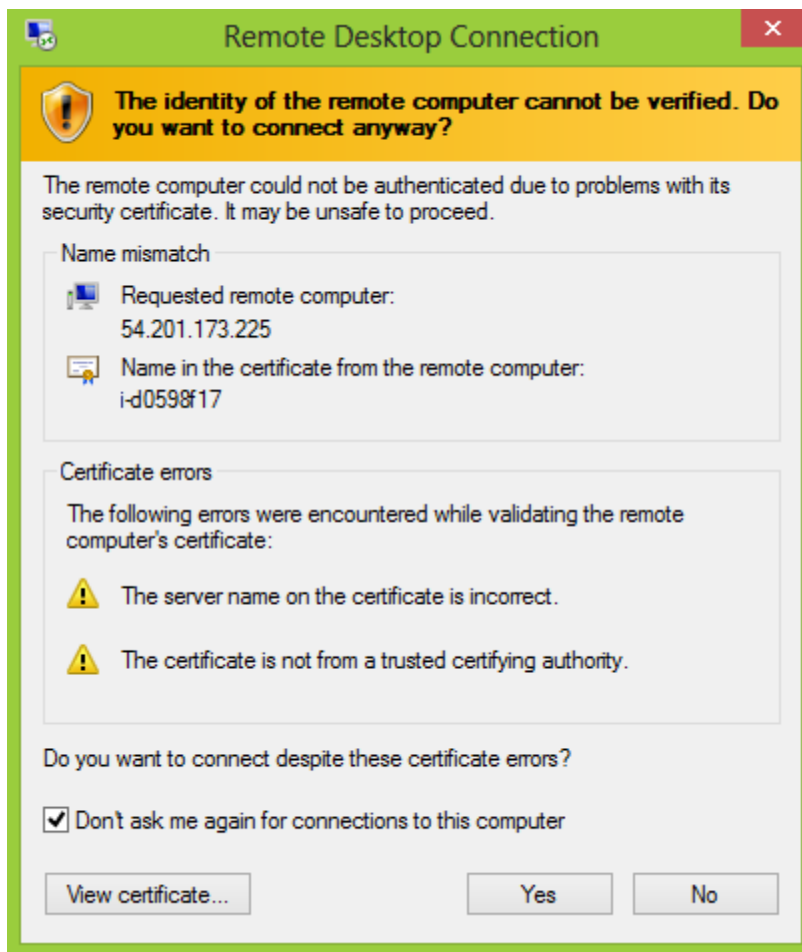 Remote Desktop Connection
The identity of the remote computer cannot be verified. Do
you want to connect anyway?
The remote computer could not be authenticated due to problems with its
security certificate. It may be unsafe to proceed.
Name mismatch
Requested remote computer:
54.201.173.225
Name in the certificate from the remote computer:
i-d0598f17
Certificate errors
The following errors were encountered while validating the remote
computer's certificate:
The server name on the certificate is incorrect.
The certificate is not from a trusted certifying authority.
Do you want to connect despite these certificate errors?
Don't ask me again for connections to this computer
View certificate...
Yes
No